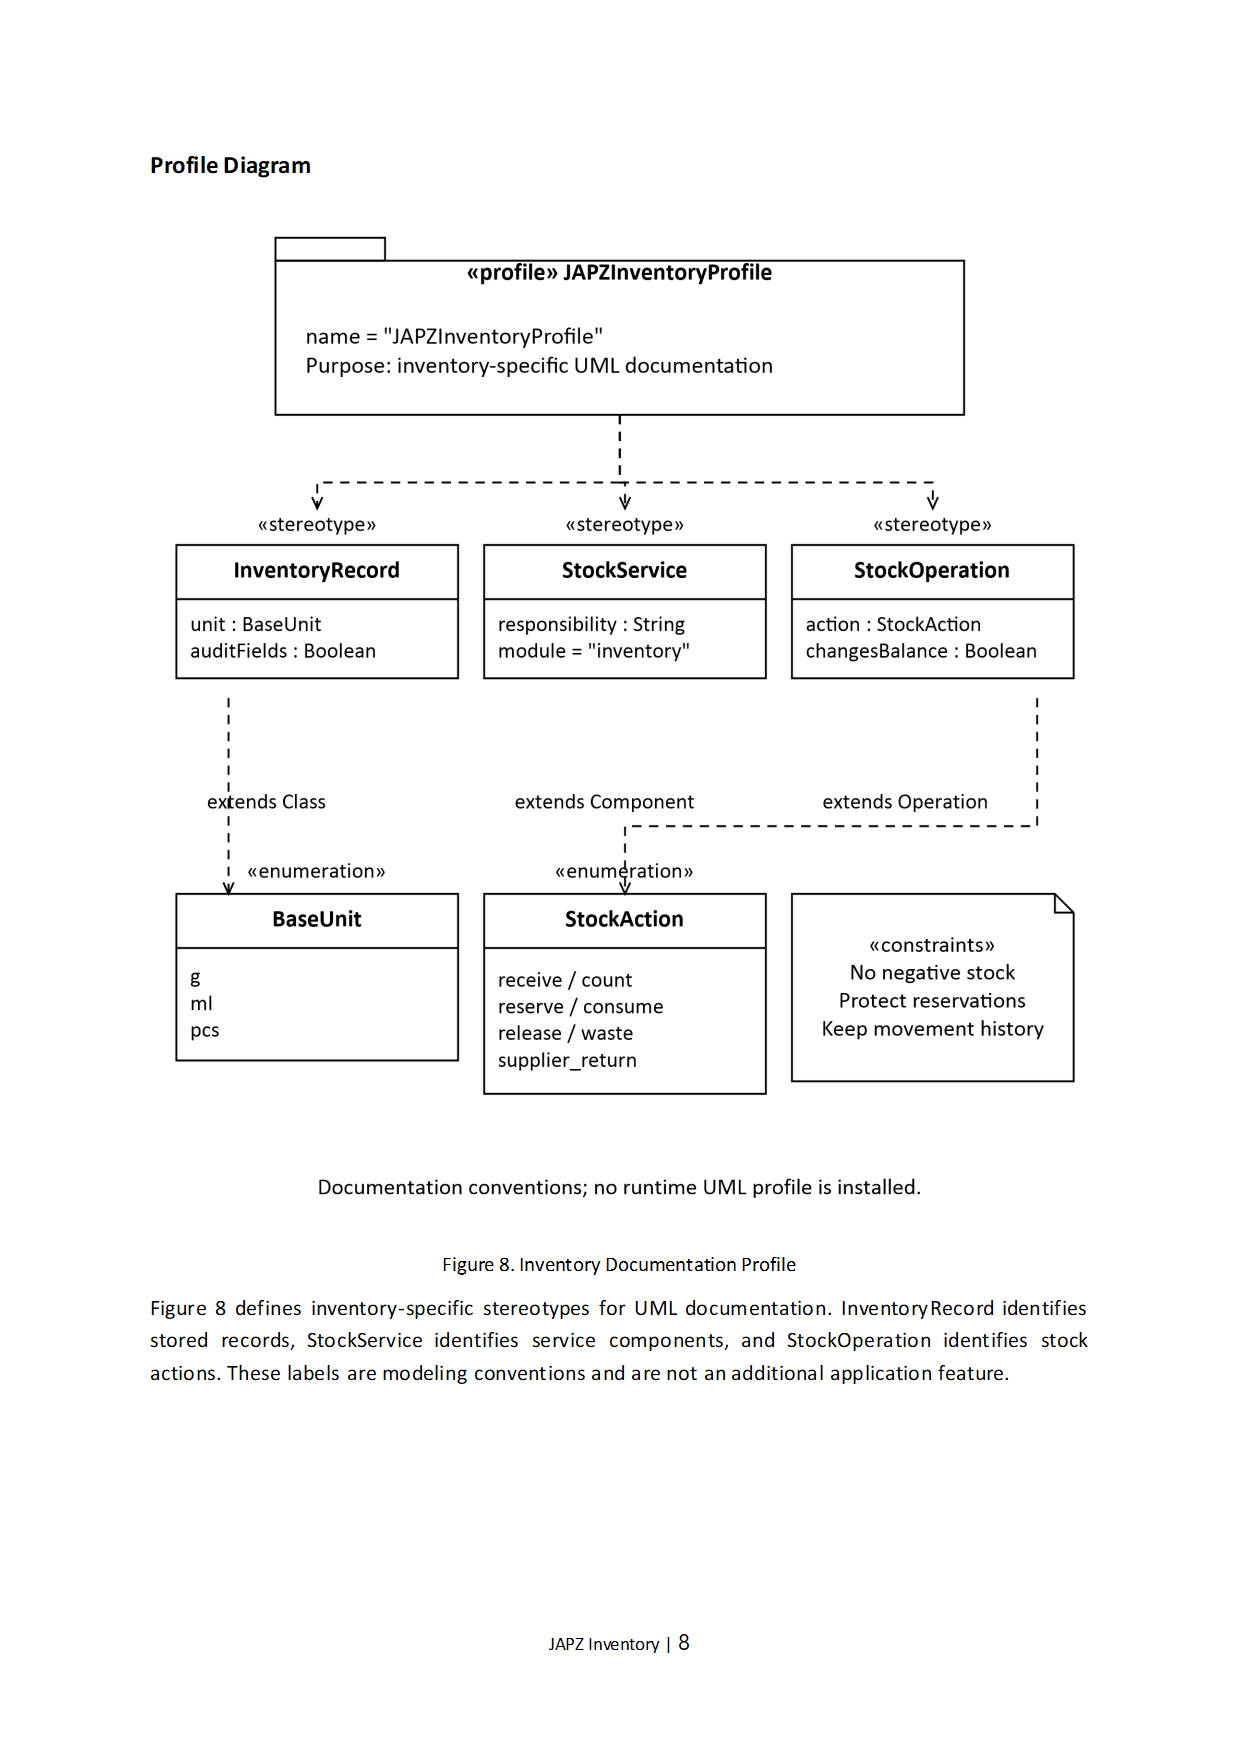 Profile Diagram
«profile» JAPZInventoryProfile
name = "JAPZInventoryProfile"
Purpose: inventory-specific UML documentation
«stereotype»
InventoryRecord
unit : BaseUnit
auditFields : Boolean
«stereotype»
StockService
responsibility : String
module = "inventory"
«stereotype»
StockOperation
action : StockAction
changesBalance : Boolean
extends Class
extends Component
extends Operation
«enumeration»
BaseUnit
g
ml
pcs
«enumeration»
StockAction
receive / count
reserve / consume
release / waste
supplier_return
«constraints»
No negative stock
Protect reservations
Keep movement history
Documentation conventions; no runtime UML profile is installed.
Figure 8. Inventory Documentation Profile
Figure 8 defines inventory-specific stereotypes for UML documentation. InventoryRecord identifies
stored records, StockService identifies service components, and StockOperation identifies stock
actions. These labels are modeling conventions and are not an additional application feature.
JAPZ Inventory | 8